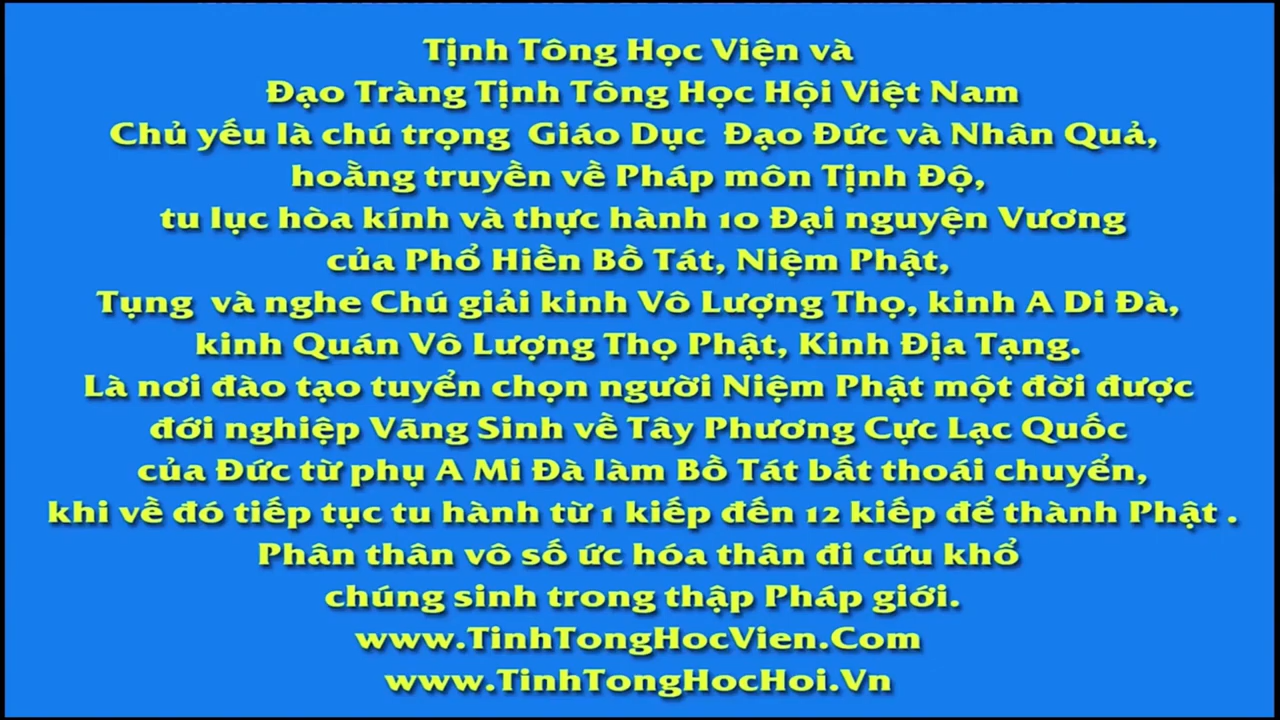 Tịnh Tông Học Viện và
Đạo Tràng Tịnh Tông Học Hội Việt Nam
Chủ yếu là chú trọng Giáo Dục Đạo Đức và Nhân Quả,
hoằng truyền về Pháp môn Tịnh Độ,
tu lục hòa kính và thực hành 10 Đại nguyện Vương
của Phổ Hiền Bồ Tát, Niệm Phật,
Tụng và nghe Chú giải kinh Vô Lượng Thọ, kinh A Di Đà,
kinh Quán Vô Lượng Thọ Phật, Kinh Địa Tạng.
Là nơi đào tạo tuyển chọn người Niệm Phật một đời được
đới nghiệp Vãng Sinh về Tây Phương Cực Lạc Quốc
của Đức từ phụ A Mi Đà làm Bồ Tát bất thoái chuyển,
khi về đó tiếp tục tu hành từ 1 kiếp đến 12 kiếp để thành Phật .
Phân thân vô số ức hóa thân đi cứu khổ
chúng sinh trong thập Pháp giới.
www.TinhTongHocVien.Com
www.TinhTongHocHoi.Vn